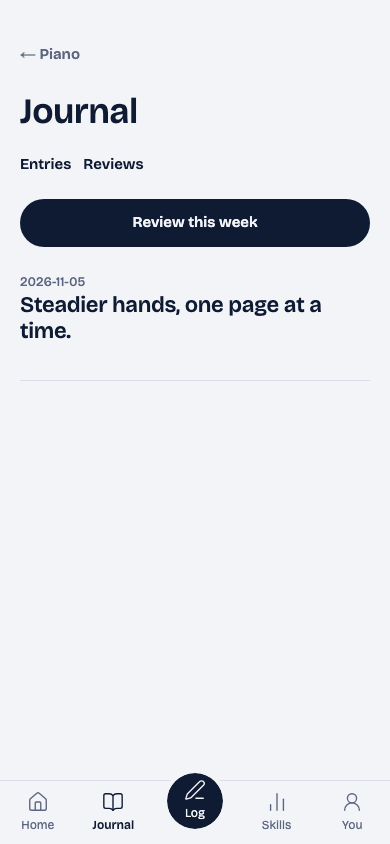 ← Piano
Journal
Entries Reviews
Review this week
2026-11-05
Steadier hands, one page at a
time.
Home Journal Log Skills You